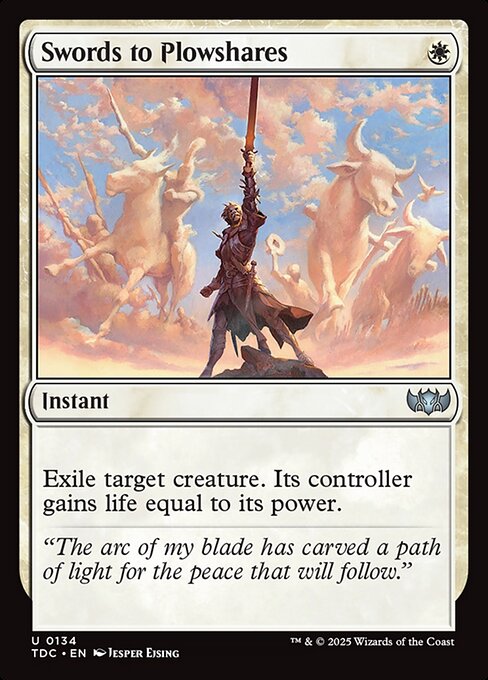 Swords to Plowshares
Instant
Exile target creature. Its controller
gains life equal to its power.
“The arc of my blade has carved a path
of light for the peace that will follow.”
U 0134
TDC • EN Jesper Eising
™ & © 2025 Wizards of the Coast